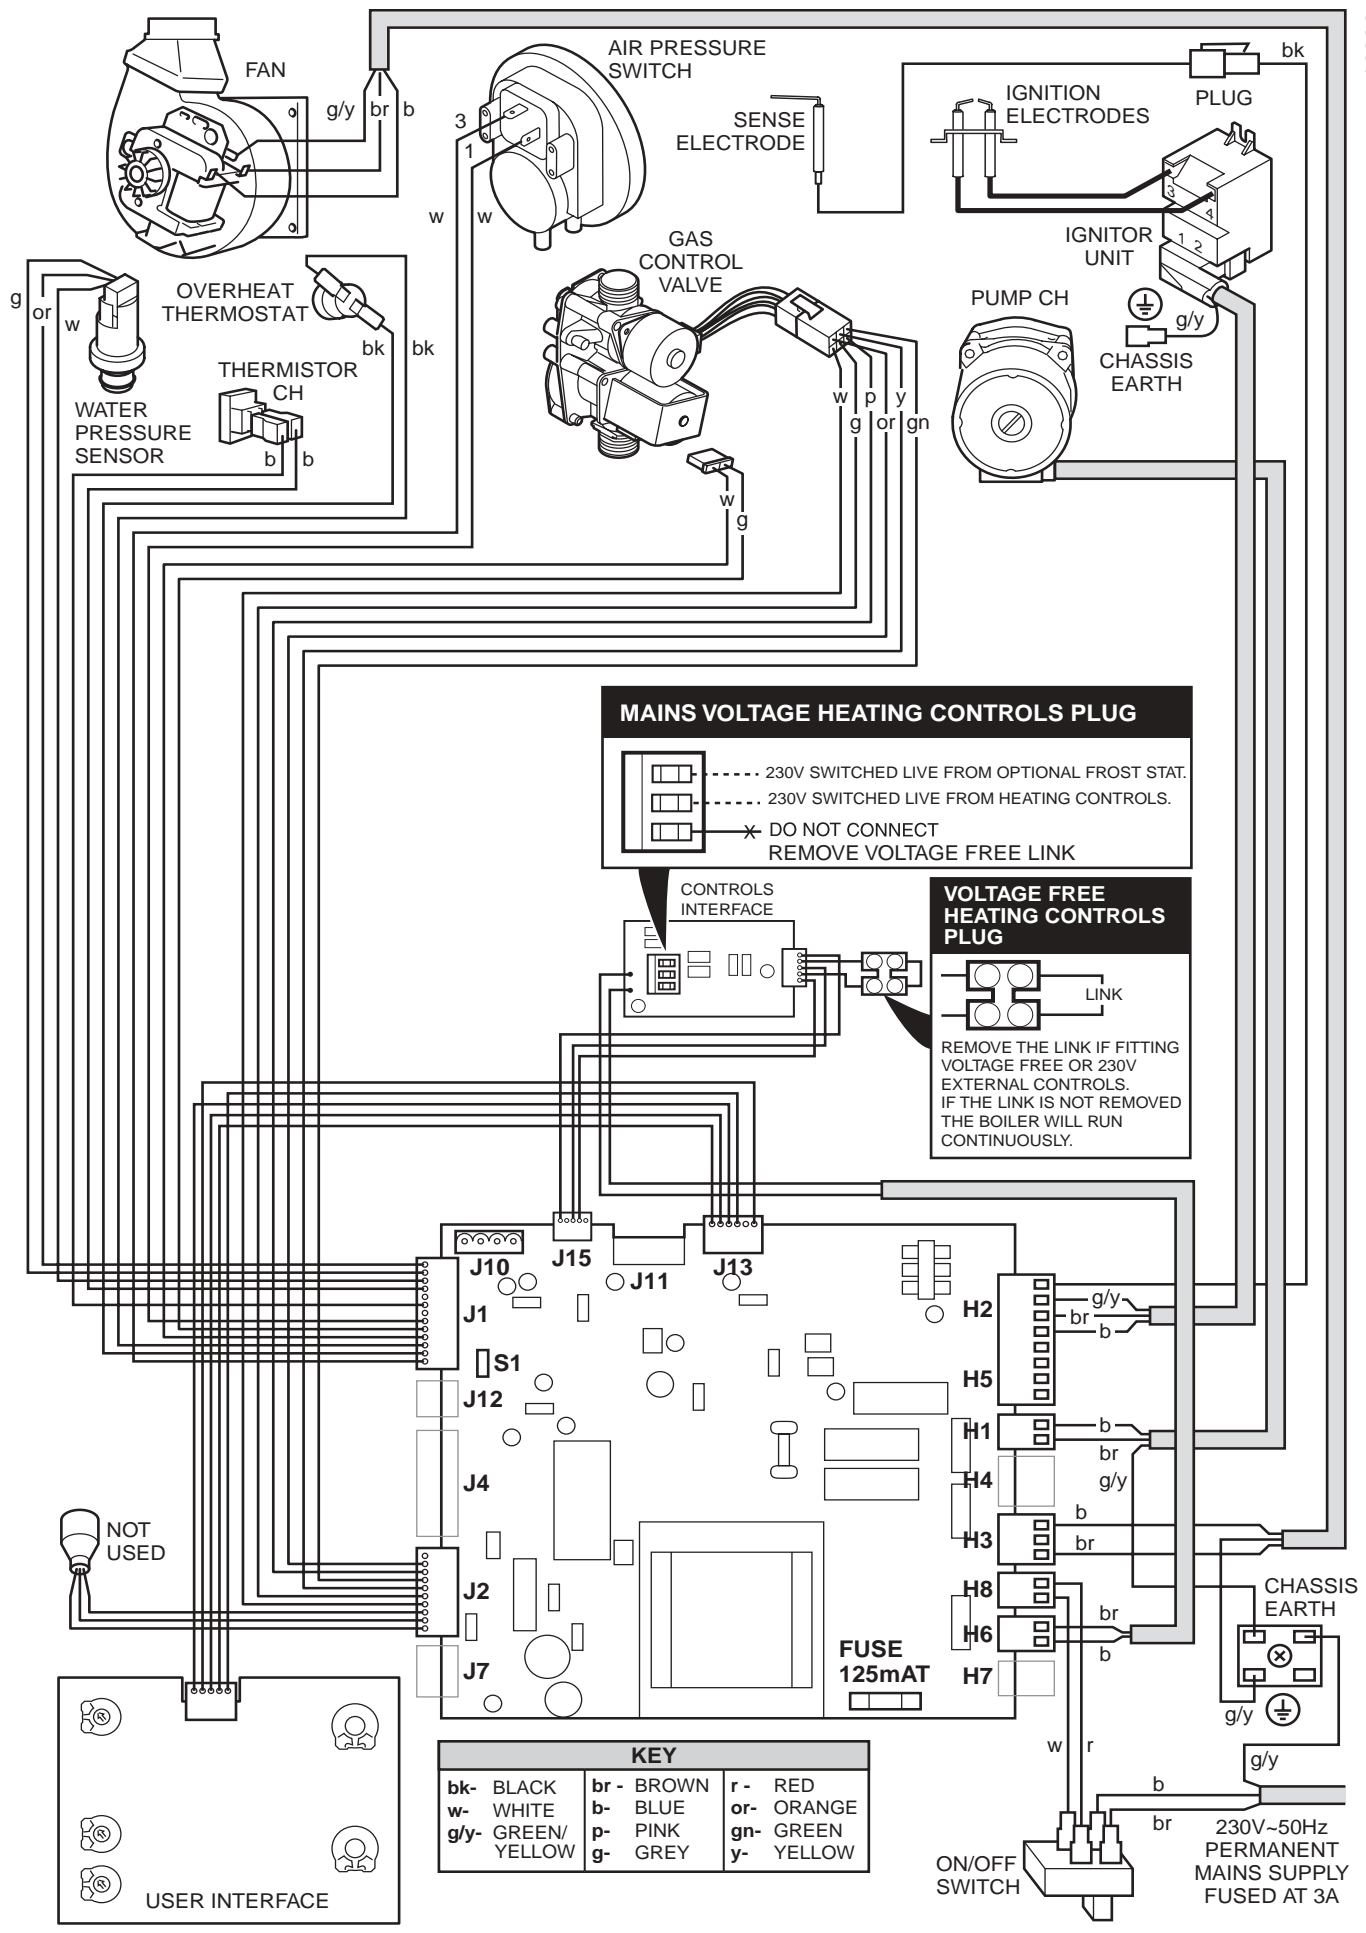 FAN
g/y br b
AIR PRESSURE
SWITCH
3
1
w w
SENSE
ELECTRODE
IGNITION
ELECTRODES
PLUG
bk
3
4
1 2
IGNITOR
UNIT
g/y
CHASSIS
EARTH
PUMP CH
GAS
CONTROL
VALVE
w p y
g or gn
w
g
g
or
w
WATER
PRESSURE
SENSOR
OVERHEAT
THERMOSTAT
bk bk
THERMISTOR
CH
b b
MAINS VOLTAGE HEATING CONTROLS PLUG
230V SWITCHED LIVE FROM OPTIONAL FROST STAT.
230V SWITCHED LIVE FROM HEATING CONTROLS.
X DO NOT CONNECT
REMOVE VOLTAGE FREE LINK
CONTROLS
INTERFACE
VOLTAGE FREE
HEATING CONTROLS
PLUG
LINK
REMOVE THE LINK IF FITTING
VOLTAGE FREE OR 230V
EXTERNAL CONTROLS.
IF THE LINK IS NOT REMOVED
THE BOILER WILL RUN
CONTINUOUSLY.
J10
J15
J11
J13
J1
S1
J12
J4
J2
J7
H2
H5
H1
H4
H3
H8
H6
H7
g/y
br
b
b
br
g/y
b
br
br
b
FUSE
125mAT
NOT
USED
USER INTERFACE
CHASSIS
EARTH
g/y
g/y
w r
b
br
ON/OFF
SWITCH
230V~50Hz
PERMANENT
MAINS SUPPLY
FUSED AT 3A
KEY
bk- BLACK
w- WHITE
g/y- GREEN/
YELLOW
br - BROWN
b- BLUE
p- PINK
g- GREY
r - RED
or- ORANGE
gn- GREEN
y- YELLOW